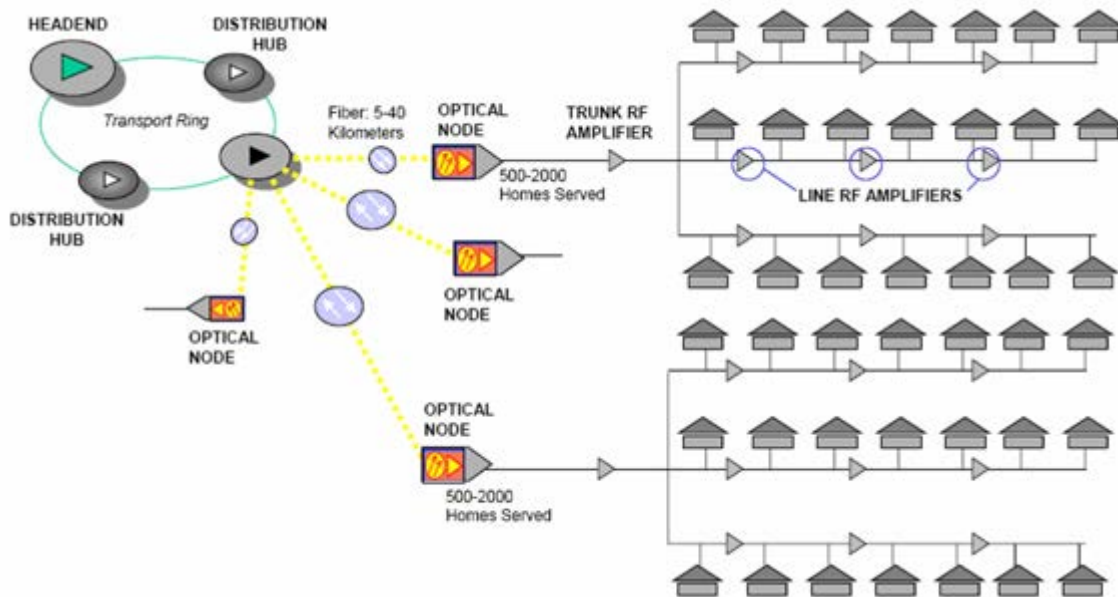 HEADEND
DISTRIBUTION
HUB
Transport Ring
DISTRIBUTION
HUB
Fiber: 5-40
Kilometers
OPTICAL
NODE
500-2000
Homes Served
TRUNK RF
AMPLIFIER
LINE RF AMPLIFIERS
OPTICAL
NODE
OPTICAL
NODE
OPTICAL
NODE
500-2000
Homes Served